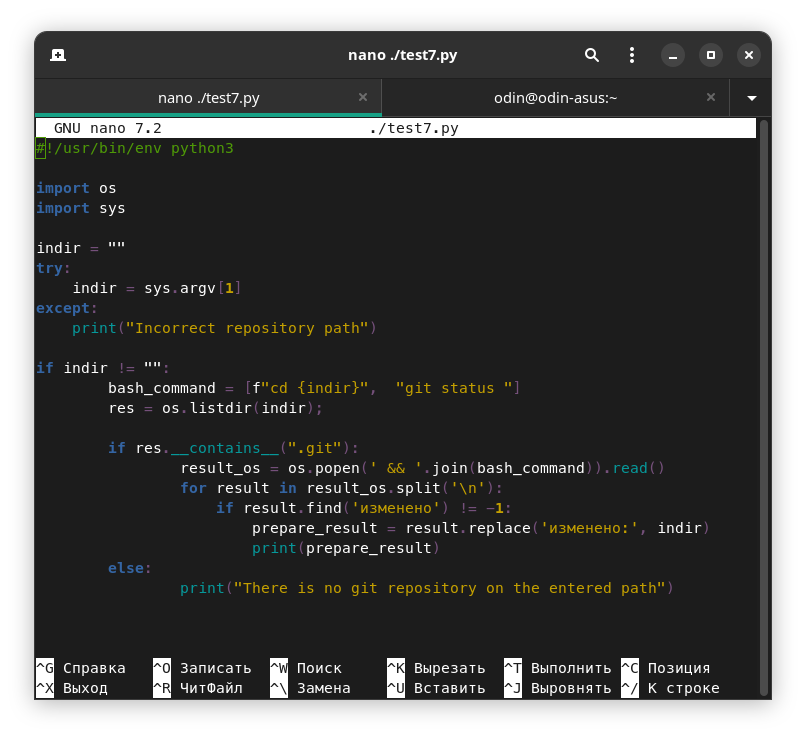 nano ./test7.py
nano ./test7.py × odin@odin-asus:~ ×
GNU nano 7.2 ./test7.py
#!/usr/bin/env python3
import os
import sys
indir = ""
try:
    indir = sys.argv[1]
except:
    print("Incorrect repository path")
if indir != "":
        bash_command = [f"cd {indir}",  "git status "]
        res = os.listdir(indir);
        if res.__contains__(".git"):
                result_os = os.popen(' && '.join(bash_command)).read()
                for result in result_os.split('\n'):
                    if result.find('изменено') != -1:
                        prepare_result = result.replace('изменено:', indir)
                        print(prepare_result)
        else:
                print("There is no git repository on the entered path")
^G Справка ^O Записать ^W Поиск ^K Вырезать ^T Выполнить ^C Позиция
^X Выход ^R ЧитФайл ^\ Замена ^U Вставить ^J Выровнять ^/ К строке